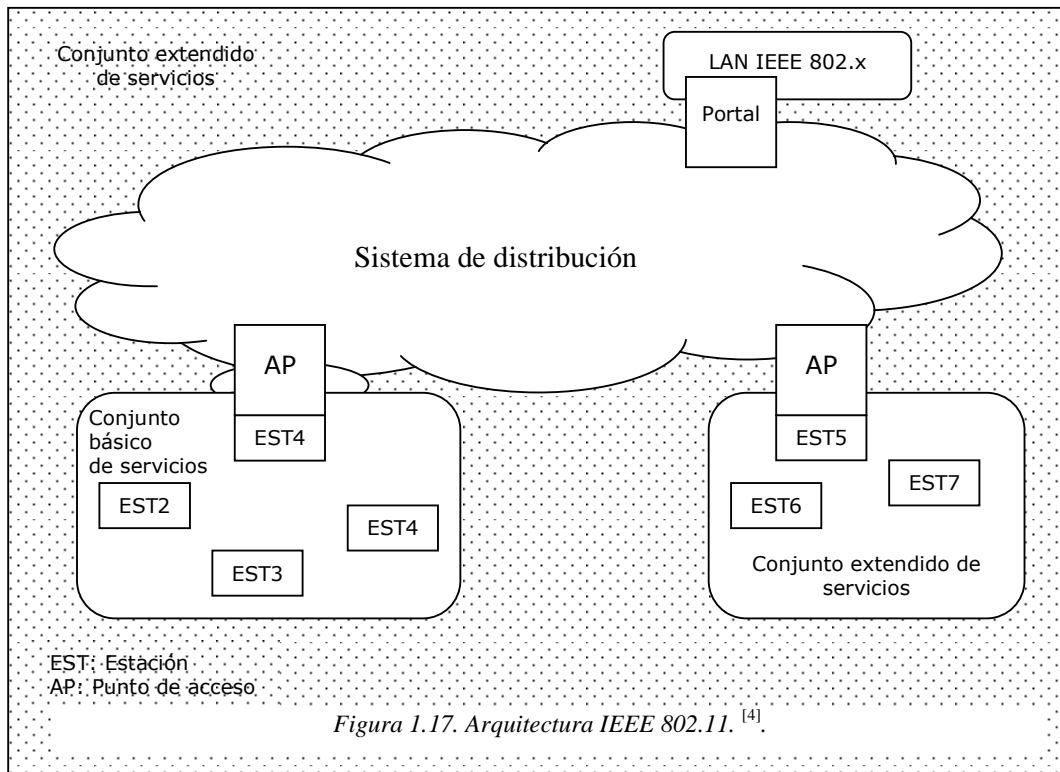 Conjunto extendido
de servicios
LAN IEEE 802.x
Portal
Sistema de distribución
AP
AP
Conjunto
básico
de servicios
EST4
EST5
EST2
EST4
EST3
EST6
EST7
Conjunto extendido de
servicios
EST: Estación
AP: Punto de acceso
Figura 1.17. Arquitectura IEEE 802.11. [4].